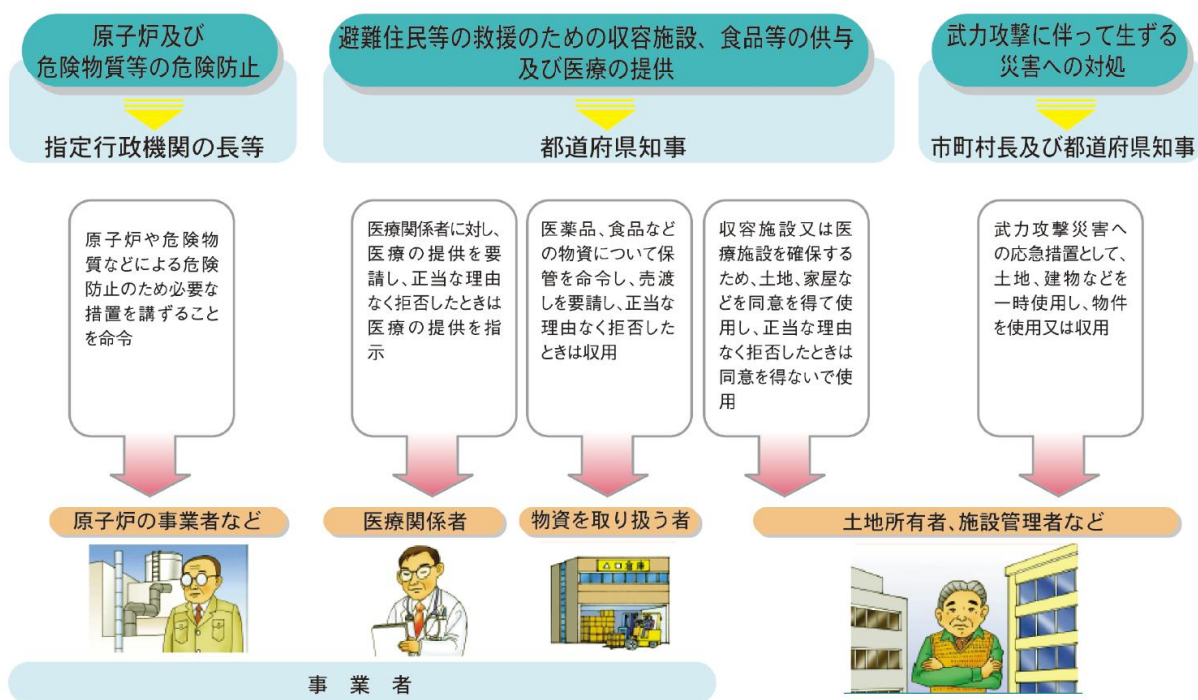 原子炉及び
危険物質等の危険防止
指定行政機関の長等
避難住民等の救援のための収容施設、食品等の供与
及び医療の提供
都道府県知事
武力攻撃に伴って生ずる
災害への対処
市町村長及び都道府県知事
原子炉や危険物
質などによる危険
防止のため必要な
措置を講ずること
を命令
医療関係者に対し、
医療の提供を要
請し、正当な理由
なく拒否したときは
医療の提供を指
示
医薬品、食品など
の物資について保
管を命令し、売渡
しを要請し、正当な
理由なく拒否した
ときは収用
収容施設又は医
療施設を確保する
ため、土地、家屋な
どを同意を得て使
用し、正当な理由
なく拒否したときは
同意を得ないで使
用
武力攻撃災害へ
の応急措置として、
土地、建物などを
一時使用し、物件
を使用又は収用
原子炉の事業者など
医療関係者
物資を取り扱う者
土地所有者、施設管理者など
△□倉庫
事業者